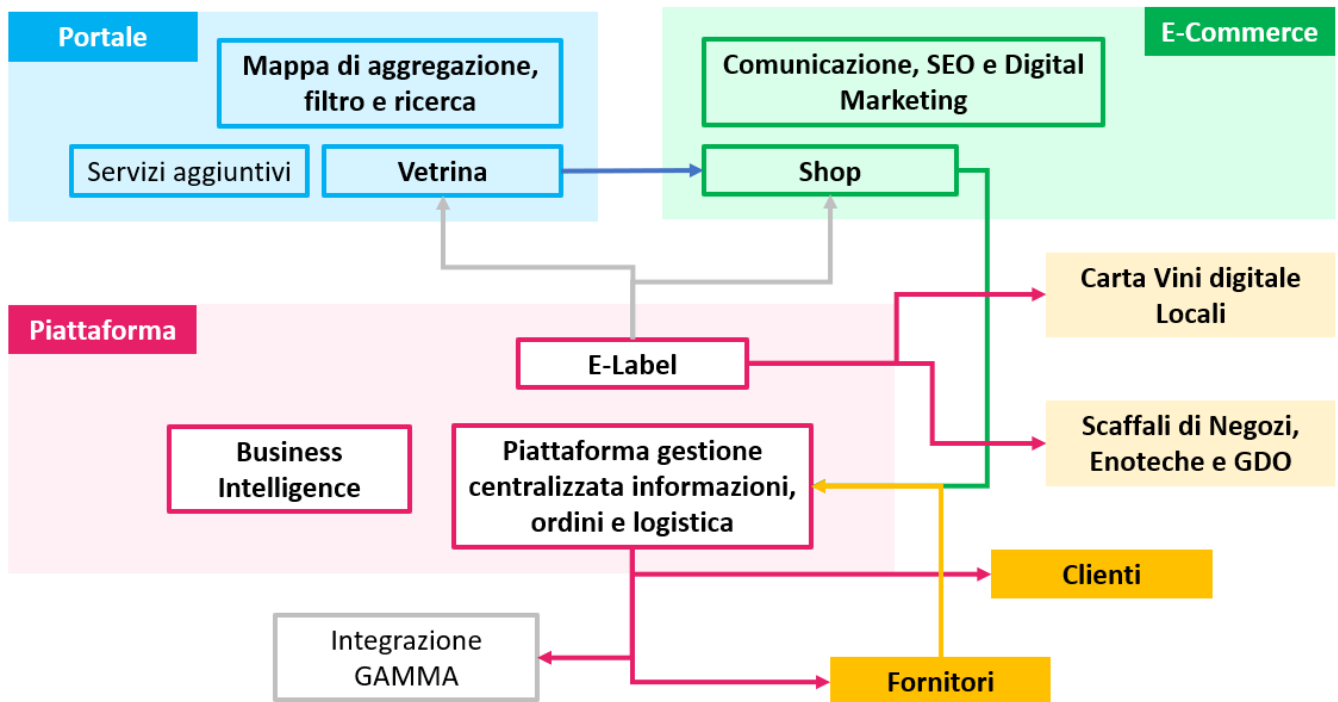 Portale
E-Commerce
Mappa di aggregazione,
filtro e ricerca
Comunicazione, SEO e Digital
Marketing
Servizi aggiuntivi
Vetrina
Shop
Carta Vini digitale
Locali
Piattaforma
E-Label
Business
Intelligence
Piattaforma gestione
centralizzata informazioni,
ordini e logistica
Scaffali di Negozi,
Enoteche e GDO
Clienti
Integrazione
GAMMA
Fornitori